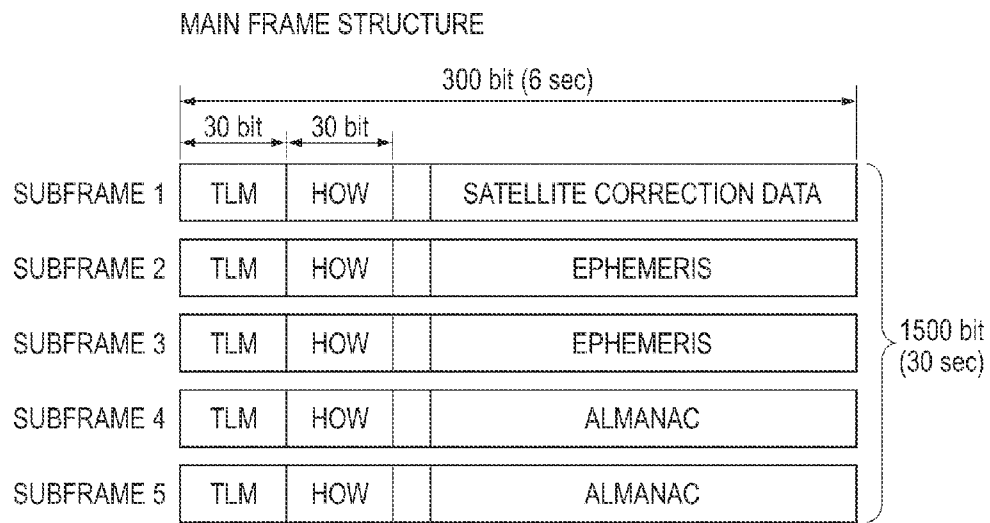 MAIN FRAME STRUCTURE
300 bit (6 sec)
30 bit 30 bit
SUBFRAME 1 TLM HOW SATELLITE CORRECTION DATA
SUBFRAME 2 TLM HOW EPHEMERIS
SUBFRAME 3 TLM HOW EPHEMERIS
1500 bit
(30 sec)
SUBFRAME 4 TLM HOW ALMANAC
SUBFRAME 5 TLM HOW ALMANAC